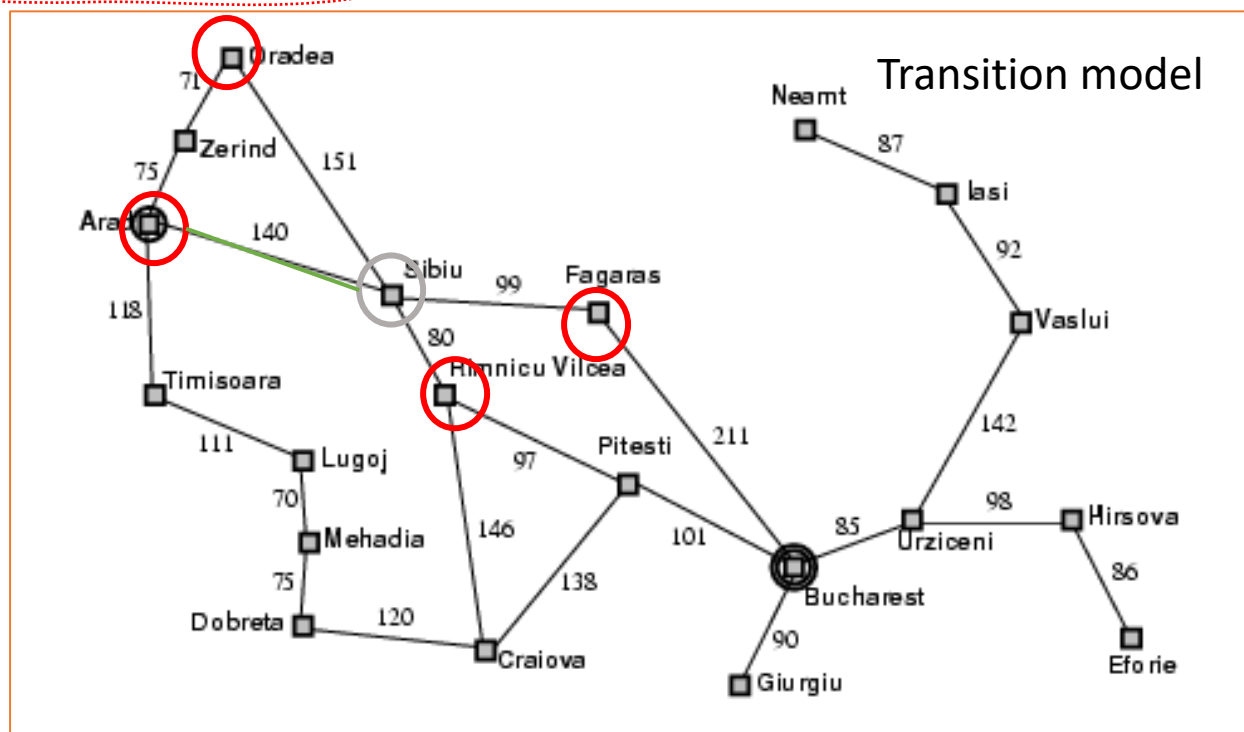 Transition model
Oradea
Neamt
71
87
Zerind
151
75
Iasi
Arad
140
92
Sibiu
Fagaras
99
118
Vaslui
80
Rimnicu Vilcea
Timisoara
142
211
111
Pitesti
Lugoj
97
70
98
Hirsova
146
85
Mehadia
101
Urziceni
138
86
75
Bucharest
120
Dobreta
90
Craiova
Eforie
Giurgiu